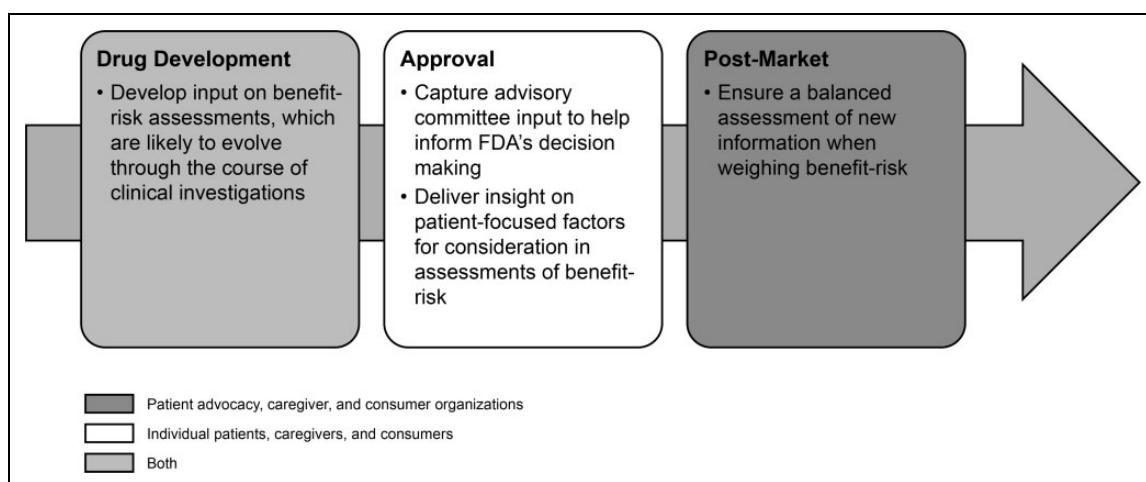 Drug Development
• Develop input on benefit-
risk assessments, which
are likely to evolve
through the course of
clinical investigations
Approval
• Capture advisory
committee input to help
inform FDA’s decision
making
• Deliver insight on
patient-focused factors
for consideration in
assessments of benefit-
risk
Post-Market
• Ensure a balanced
assessment of new
information when
weighing benefit-risk
Patient advocacy, caregiver, and consumer organizations
Individual patients, caregivers, and consumers
Both